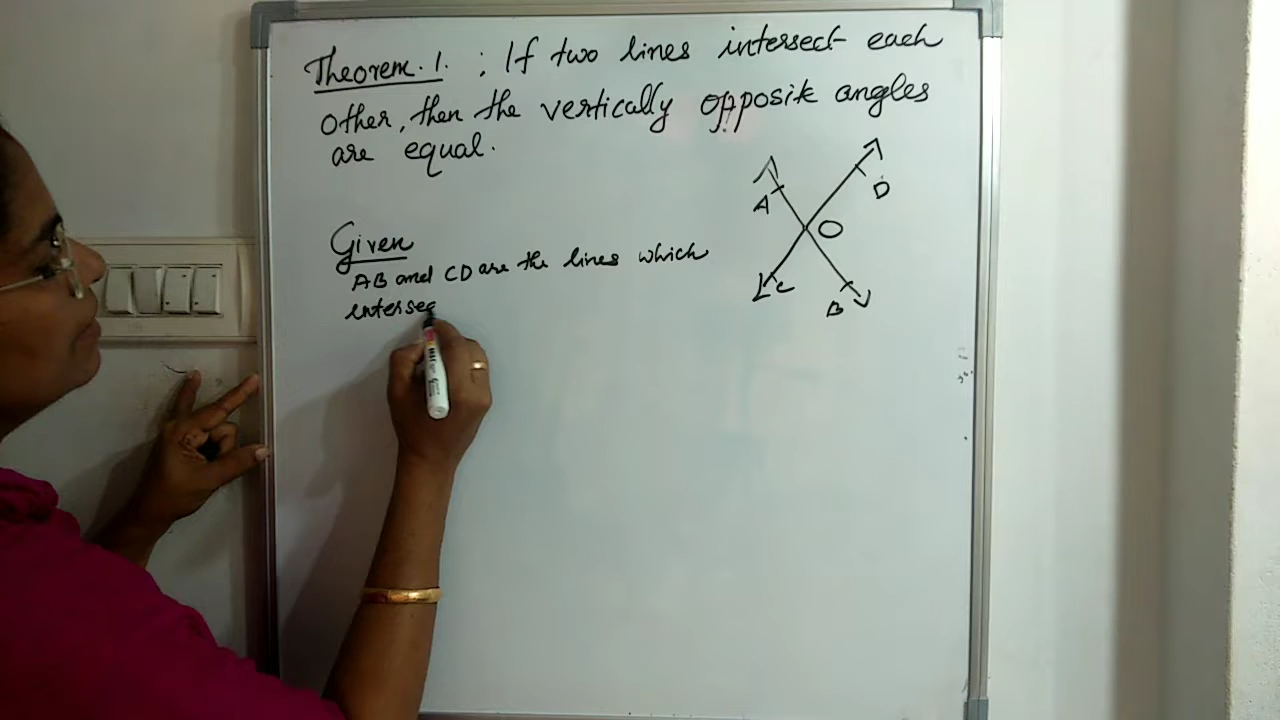 Theorem.1. : If two lines intersect each
other, then the vertically opposite angles
are equal.
A
D
O
C
B
Given
AB and CD are the lines which
intersec